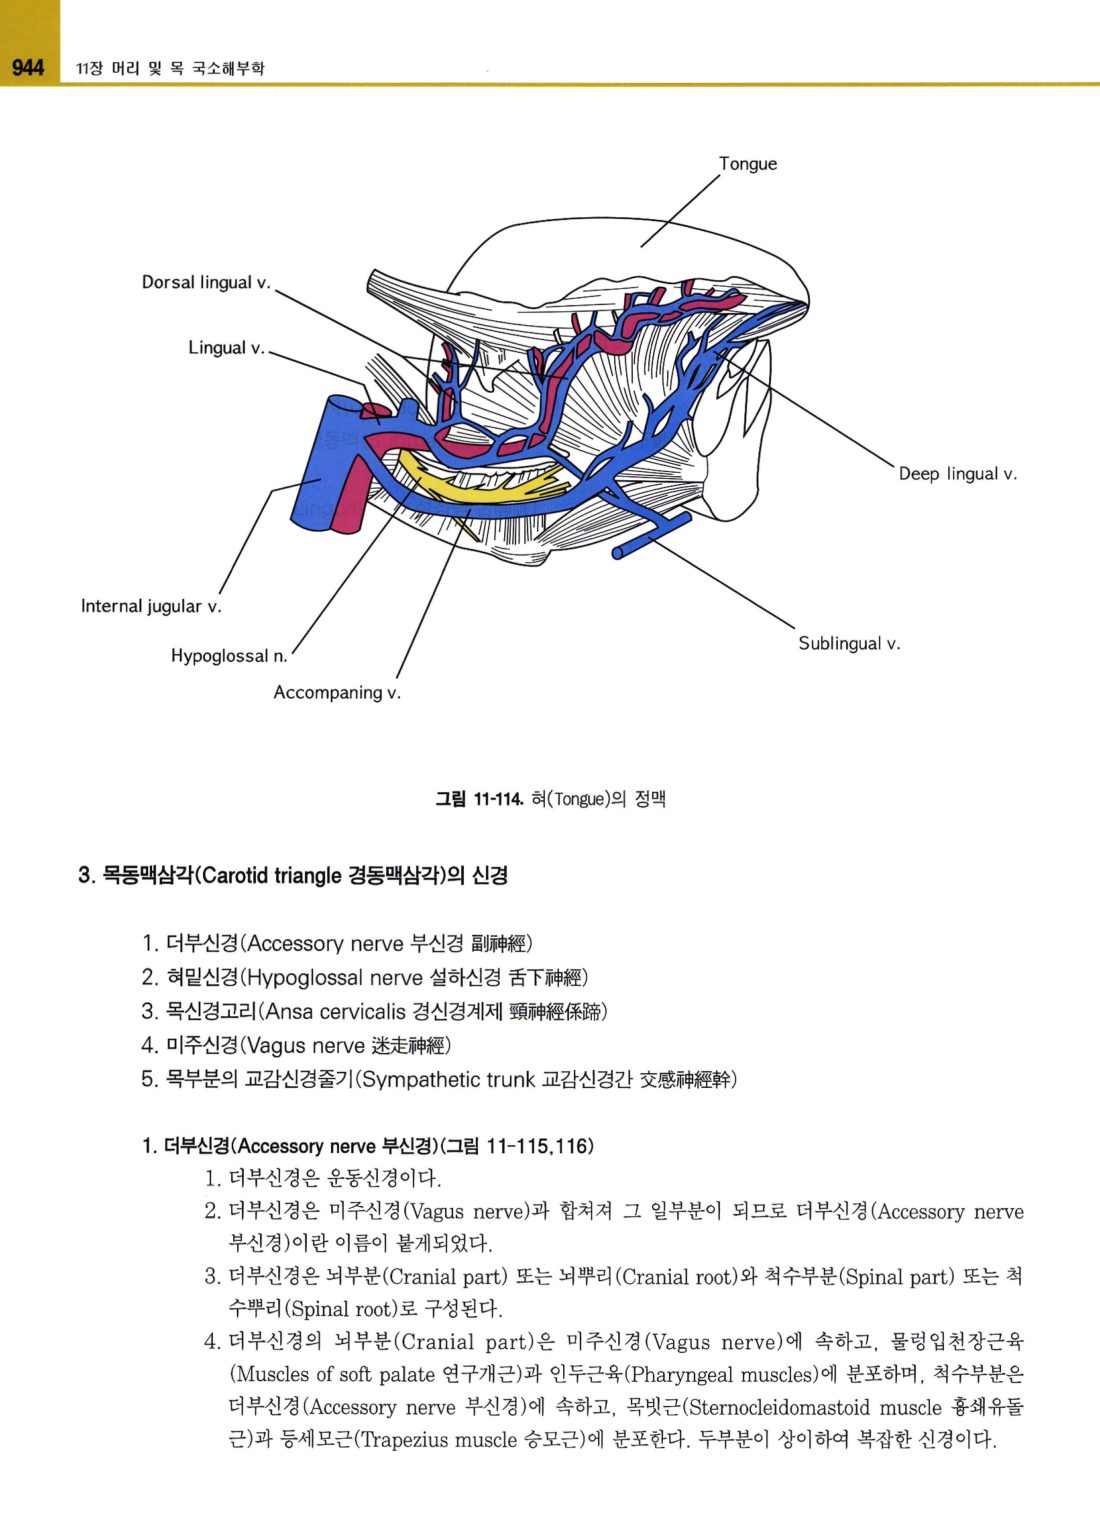 944
11장 머리 및 목 국소해부학
Tongue
Dorsal lingual v.
Lingual v.
Deep lingual v.
Internal jugular v.
Sublingual v.
Hypoglossal n.
Accompaning v.
그림 11-114. 혀(Tongue)의 정맥
3. 목동맥삼각(Carotid triangle 경동맥삼각)의 신경
1. 더부신경(Accessory nerve 부신경 副神經)
2. 혀밑신경(Hypoglossal nerve 설하신경 舌下神經)
3. 목신경고리(Ansa cervicalis 경신경계제 頸神經係蹄)
4. 미주신경(Vagus nerve 迷走神經)
5. 목부분의 교감신경줄기(Sympathetic trunk 교감신경간 交感神經幹)
1. 더부신경(Accessory nerve 부신경)(그림 11-115,116)
1. 더부신경은 운동신경이다.
2. 더부신경은 미주신경(Vagus nerve)과 합쳐져 그 일부분이 되므로 더부신경(Accessory nerve
부신경)이란 이름이 붙게되었다.
3. 더부신경은 뇌부분(Cranial part) 또는 뇌뿌리(Cranial root)와 척수부분(Spinal part) 또는 척
수뿌리(Spinal root)로 구성된다.
4. 더부신경의 뇌부분(Cranial part)은 미주신경(Vagus nerve)에 속하고, 물렁입천장근육
(Muscles of soft palate 연구개근)과 인두근육(Pharyngeal muscles)에 분포하며, 척수부분은
더부신경(Accessory nerve 부신경)에 속하고, 목빗근(Sternocleidomastoid muscle 흉쇄유돌
근)과 등세모근(Trapezius muscle 승모근)에 분포한다. 두부분이 상이하여 복잡한 신경이다.